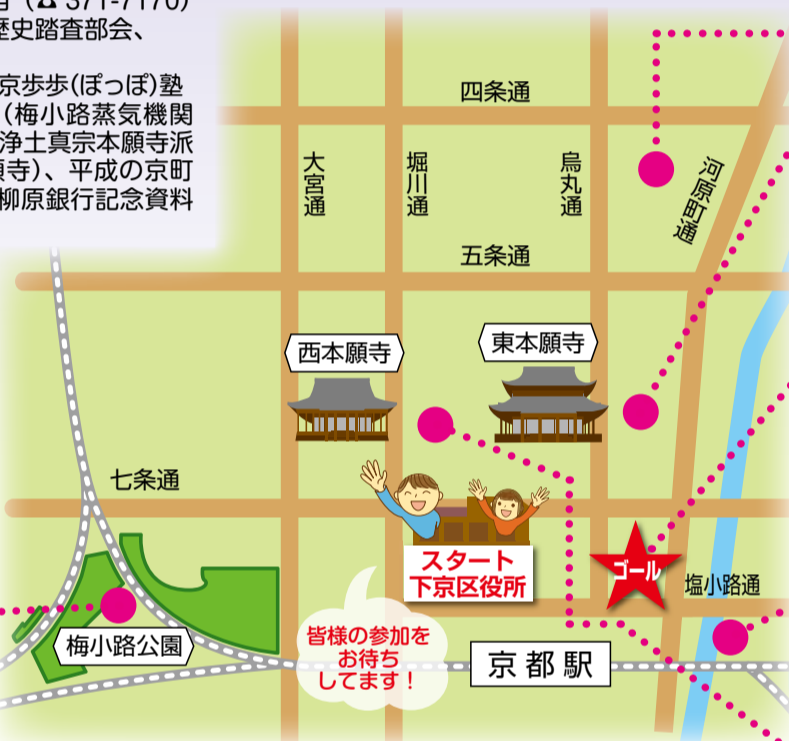 (☎371-7170)
歴史踏査部会、
京歩歩(ぽっぽ)塾
（梅小路蒸気機関
浄土真宗本願寺派
願寺）、平成の京町
柳原銀行記念資料
四条通
大宮通
堀川通
烏丸通
河原町通
五条通
西本願寺
東本願寺
七条通
スタート
下京区役所
ゴール
塩小路通
梅小路公園
皆様の参加を
お待ち
してます！
京都駅